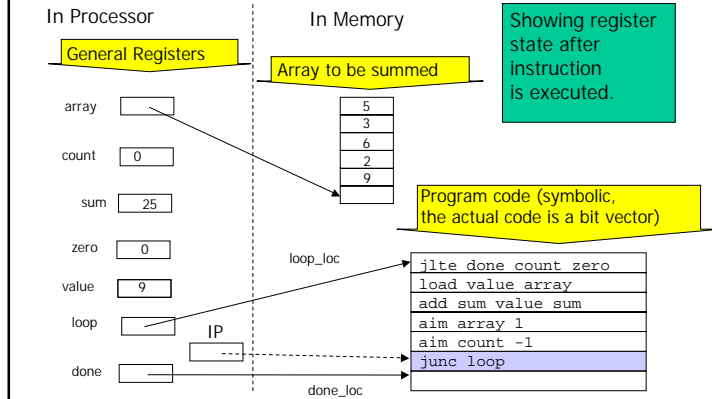 In Processor
General Registers
array
count
0
sum
25
zero
0
value
9
loop
IP
done
In Memory
Array to be summed
5
3
6
2
9
Showing register
state after
instruction
is executed.
Program code (symbolic,
the actual code is a bit vector)
loop_loc
jlte done count zero
load value array
add sum value sum
aim array 1
aim count -1
junc loop
done_loc